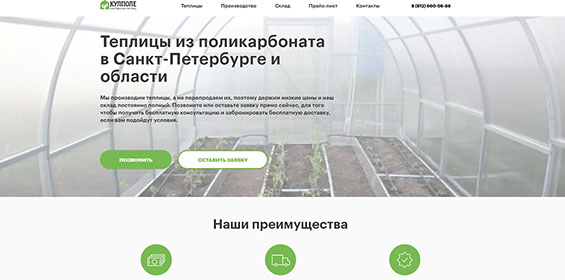 КУППОЛЕ
Теплицы Производство Склад Прайс-лист Контакты 8 (812) 660-56-88
Теплицы из поликарбоната
в Санкт-Петербурге и
области
Мы производим теплицы, а не перепродаем их, поэтому держим низкие цены и наш
склад постоянно полный. Позвоните или оставьте заявку прямо сейчас, для того
чтобы получить бесплатную консультацию и забронировать бесплатную доставку,
если вам подойдут условия.
ПОЗВОНИТЬ ОСТАВИТЬ ЗАЯВКУ
Наши преимущества